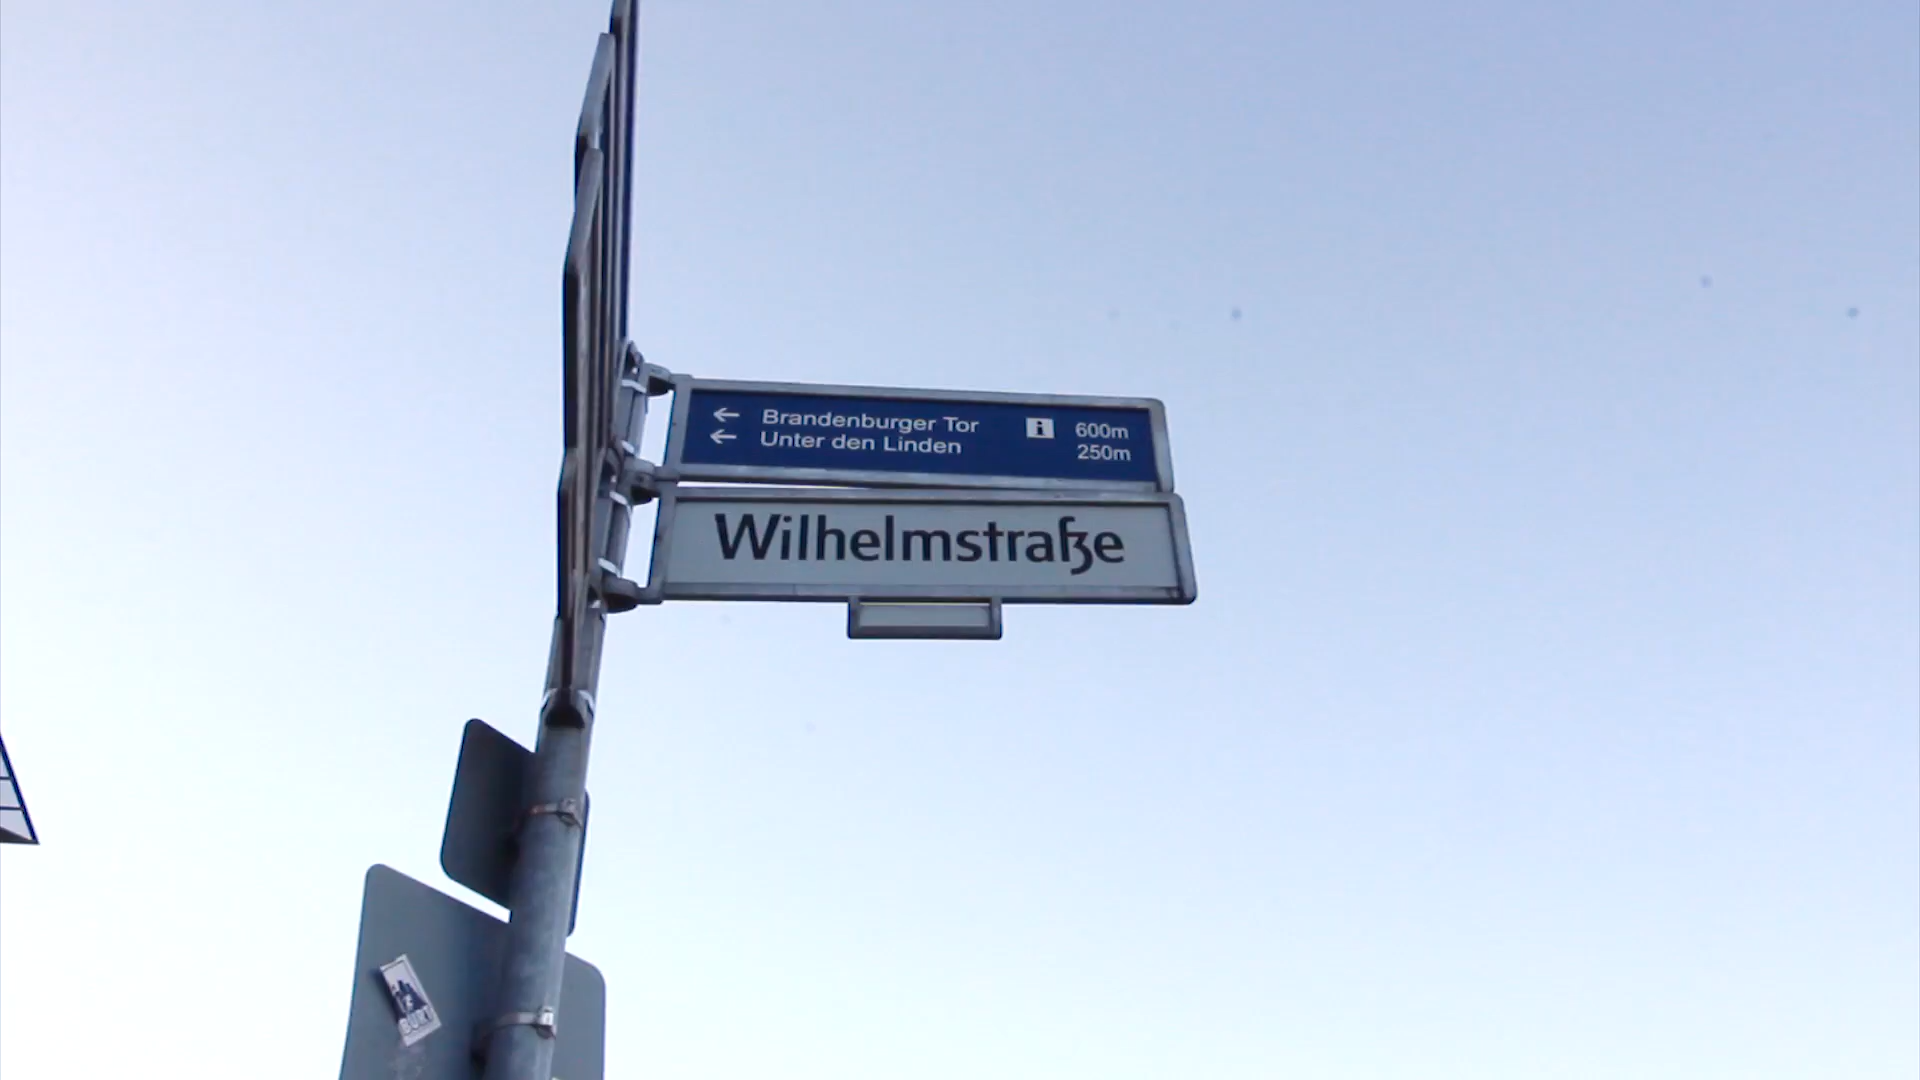 ← Brandenburger Tor i 600m
← Unter den Linden 250m
Wilhelmstraße